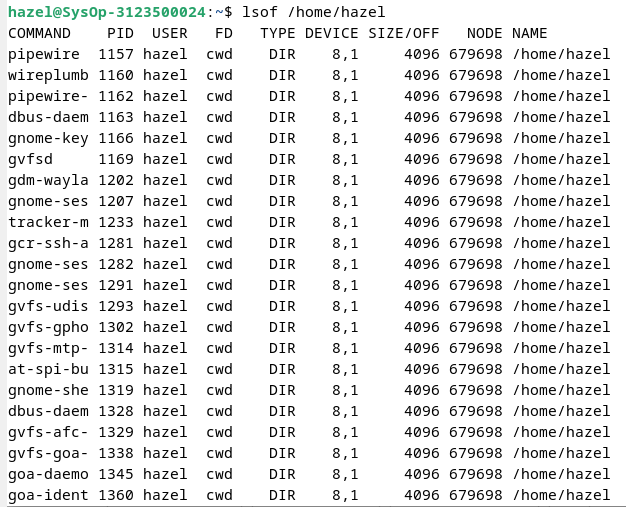 hazel@SysOp-3123500024:~$ lsof /home/hazel
COMMAND    PID  USER   FD   TYPE DEVICE SIZE/OFF   NODE NAME
pipewire  1157 hazel  cwd    DIR    8,1     4096 679698 /home/hazel
wireplumb 1160 hazel  cwd    DIR    8,1     4096 679698 /home/hazel
pipewire- 1162 hazel  cwd    DIR    8,1     4096 679698 /home/hazel
dbus-daem 1163 hazel  cwd    DIR    8,1     4096 679698 /home/hazel
gnome-key 1166 hazel  cwd    DIR    8,1     4096 679698 /home/hazel
gvfsd     1169 hazel  cwd    DIR    8,1     4096 679698 /home/hazel
gdm-wayla 1202 hazel  cwd    DIR    8,1     4096 679698 /home/hazel
gnome-ses 1207 hazel  cwd    DIR    8,1     4096 679698 /home/hazel
tracker-m 1233 hazel  cwd    DIR    8,1     4096 679698 /home/hazel
gcr-ssh-a 1281 hazel  cwd    DIR    8,1     4096 679698 /home/hazel
gnome-ses 1282 hazel  cwd    DIR    8,1     4096 679698 /home/hazel
gnome-ses 1291 hazel  cwd    DIR    8,1     4096 679698 /home/hazel
gvfs-udis 1293 hazel  cwd    DIR    8,1     4096 679698 /home/hazel
gvfs-gpho 1302 hazel  cwd    DIR    8,1     4096 679698 /home/hazel
gvfs-mtp- 1314 hazel  cwd    DIR    8,1     4096 679698 /home/hazel
at-spi-bu 1315 hazel  cwd    DIR    8,1     4096 679698 /home/hazel
gnome-she 1319 hazel  cwd    DIR    8,1     4096 679698 /home/hazel
dbus-daem 1328 hazel  cwd    DIR    8,1     4096 679698 /home/hazel
gvfs-afc- 1329 hazel  cwd    DIR    8,1     4096 679698 /home/hazel
gvfs-goa- 1338 hazel  cwd    DIR    8,1     4096 679698 /home/hazel
goa-daemo 1345 hazel  cwd    DIR    8,1     4096 679698 /home/hazel
goa-ident 1360 hazel  cwd    DIR    8,1     4096 679698 /home/hazel